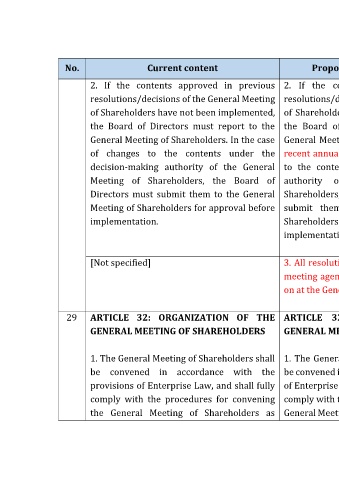 No. Current content Propo
2. If the contents approved in previous
resolutions/decisions of the General Meeting
of Shareholders have not been implemented,
the Board of Directors must report to the
General Meeting of Shareholders. In the case
of changes to the contents under the
decision-making authority of the General
Meeting of Shareholders, the Board of
Directors must submit them to the General
Meeting of Shareholders for approval before
implementation.
2. If the
resolutions/d
of Sharehold
the Board of
General Meet
recent annua
to the conte
authority o
Shareholders
submit them
Shareholders
implementati
[Not specified]
3. All resoluti
meeting agen
on at the Gen
29
ARTICLE 32: ORGANIZATION OF THE
GENERAL MEETING OF SHAREHOLDERS
1. The General Meeting of Shareholders shall
be convened in accordance with the
provisions of Enterprise Law, and shall fully
comply with the procedures for convening
the General Meeting of Shareholders as
ARTICLE
GENERAL
1. The Gener
be convened
of Enterprise
comply with
General Meet